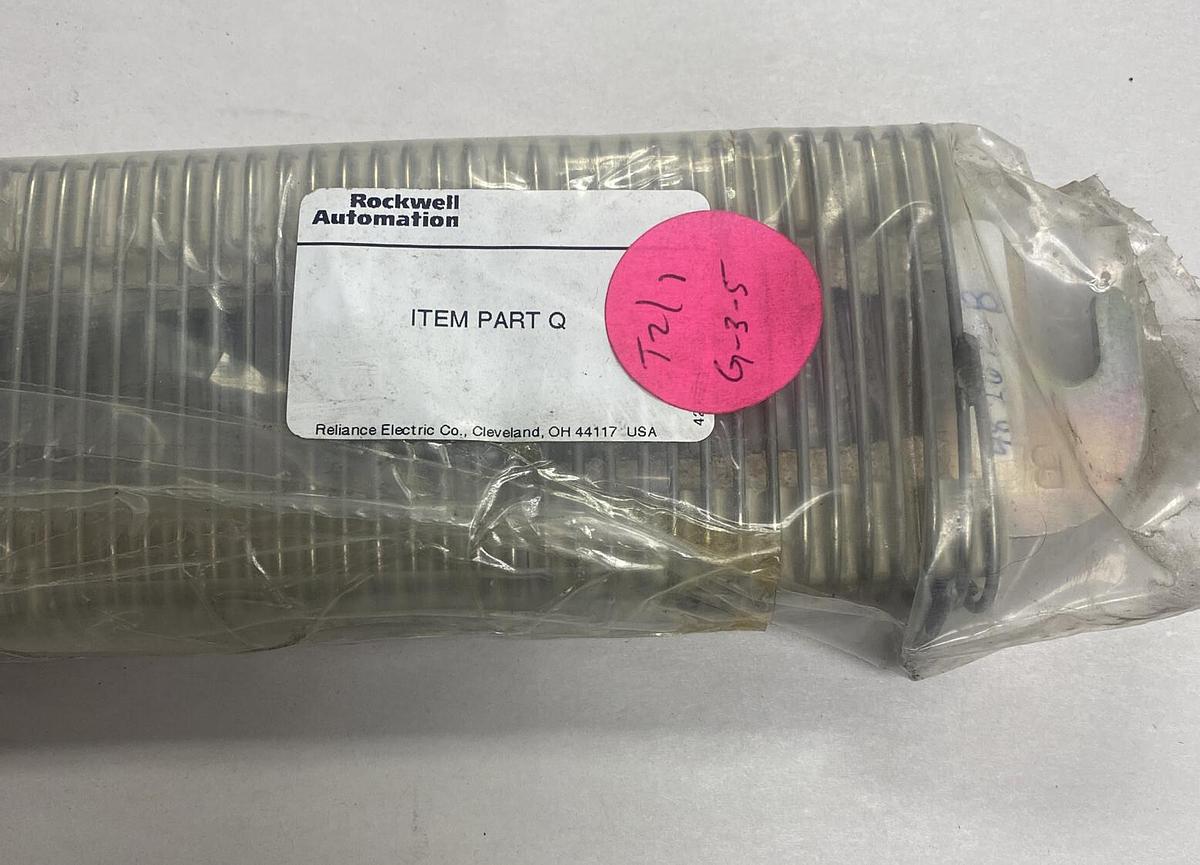 Rockwell
Automation
ITEM PART Q
Reliance Electric Co., Cleveland, OH 44117 USA
T2/1
G-3-5